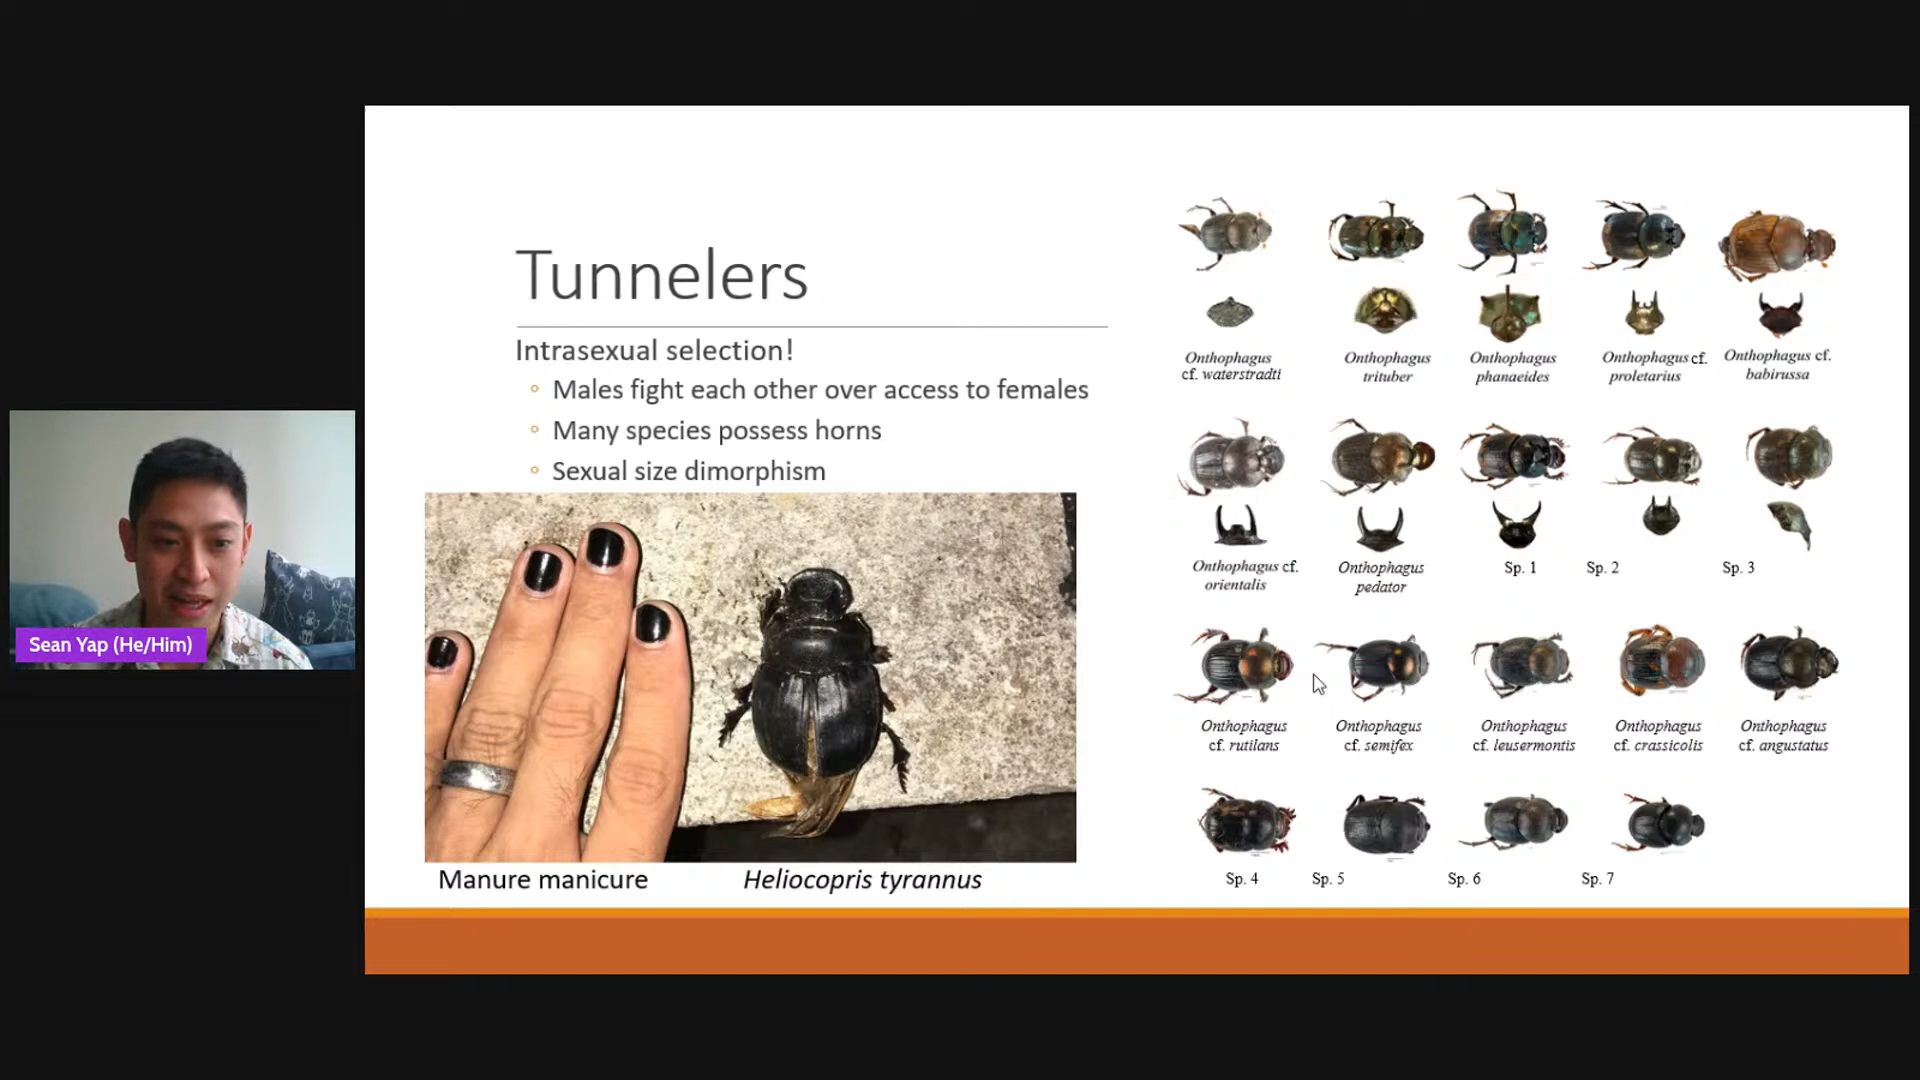 Tunnelers
Intrasexual selection!
Males fight each other over access to females
Many species possess horns
Sexual size dimorphism
Manure manicure
Heliocopris tyrannus
Sean Yap (He/Him)
Onthophagus
cf. waterstradti
Onthophagus
trituber
Onthophagus
phanaeides
Onthophagus cf.
proletarius
Onthophagus cf.
babirussa
Onthophagus cf.
orientalis
Onthophagus
pedator
Sp. 1
Sp. 2
Sp. 3
Onthophagus
cf. rutilans
Onthophagus
cf. semifex
Onthophagus
cf. leusermontis
Onthophagus
cf. crassicolis
Onthophagus
cf. angustatus
Sp. 4
Sp. 5
Sp. 6
Sp. 7